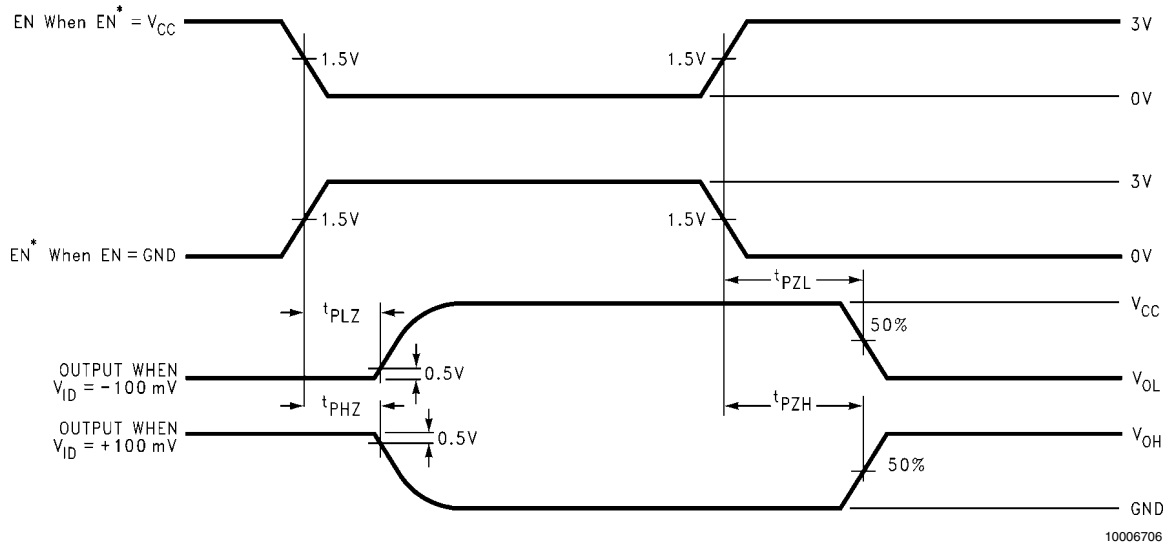 EN When EN* = VCC
3V
1.5V
1.5V
0V
3V
1.5V
1.5V
EN* When EN = GND
0V
tPZL
VCC
tPLZ
50%
OUTPUT WHEN
VID = −100 mV
0.5V
VOL
tPHZ
tPZH
OUTPUT WHEN
VID = +100 mV
0.5V
VOH
50%
GND
10006706